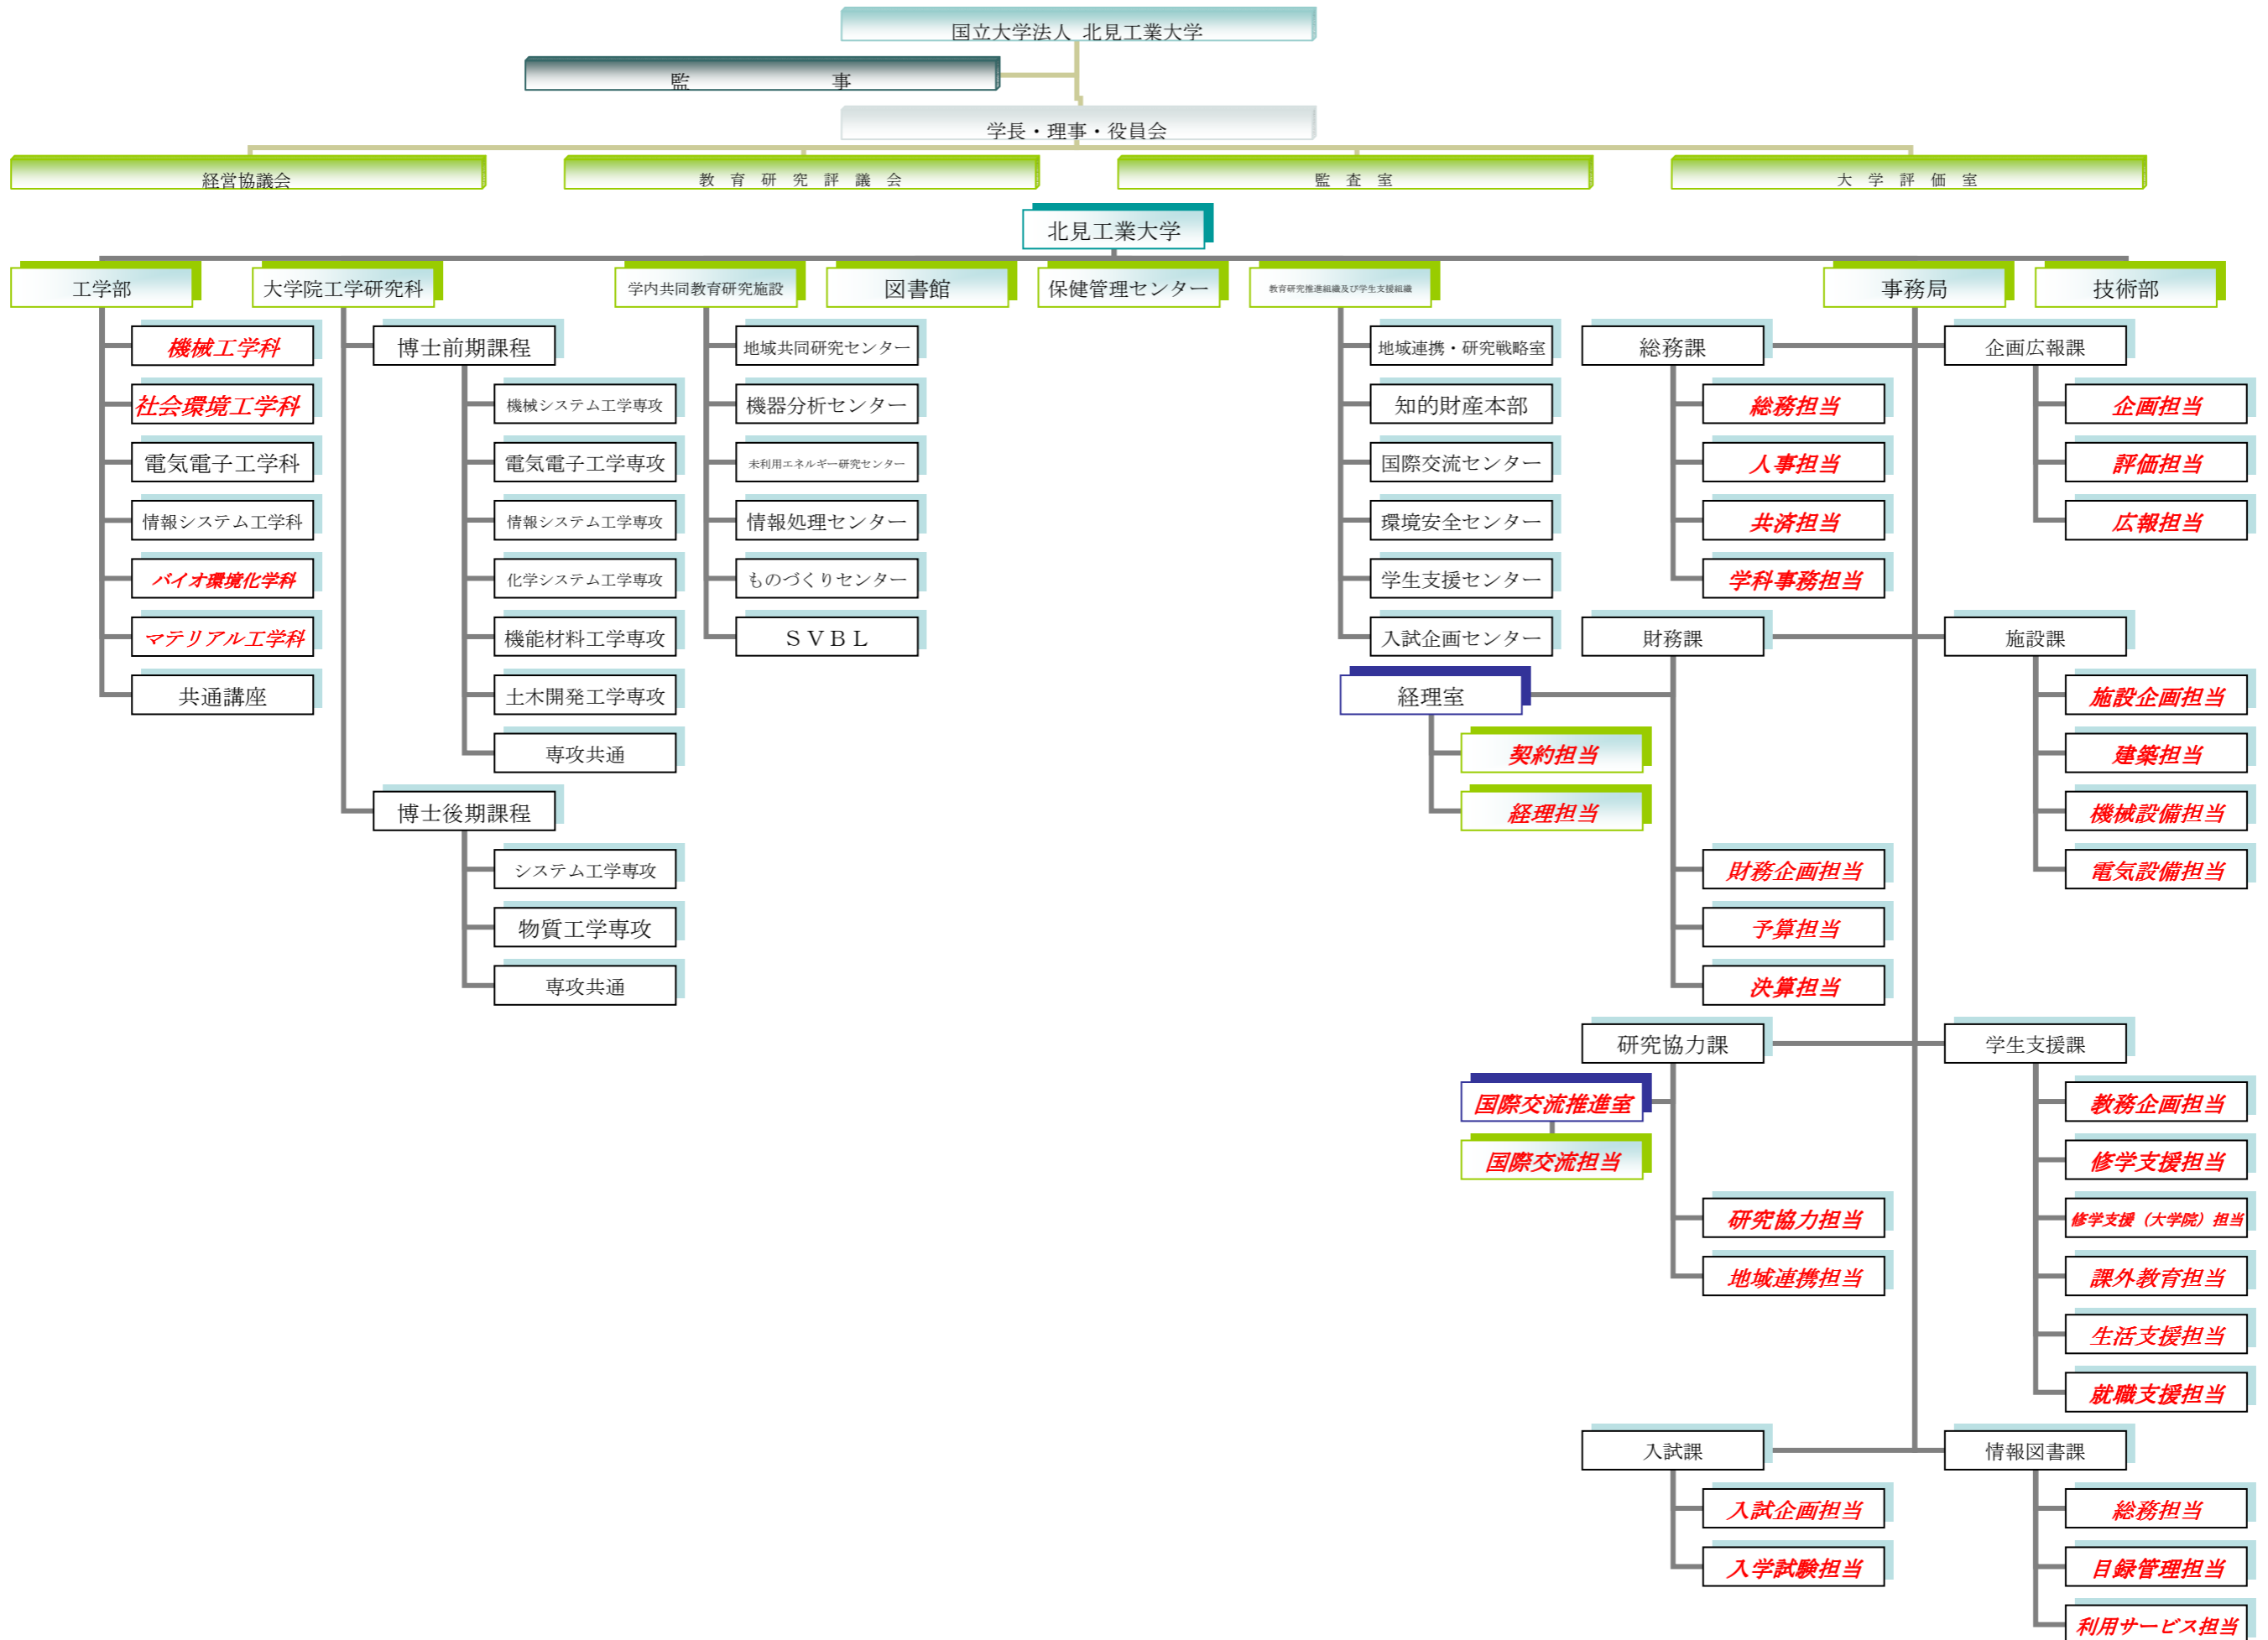 国立大学法人 北見工業大学
監 事
学長・理事・役員会
経営協議会
教 育 研 究 評 議 会
監 査 室
大 学 評 価 室
北見工業大学
工学部
大学院工学研究科
学内共同教育研究施設
図書館
保健管理センター
教育研究推進組織及び学生支援組織
事務局
技術部
機械工学科
社会環境工学科
電気電子工学科
情報システム工学科
バイオ環境化学科
マテリアル工学科
共通講座
博士前期課程
機械システム工学専攻
電気電子工学専攻
情報システム工学専攻
化学システム工学専攻
機能材料工学専攻
土木開発工学専攻
専攻共通
博士後期課程
システム工学専攻
物質工学専攻
専攻共通
地域共同研究センター
機器分析センター
未利用エネルギー研究センター
情報処理センター
ものづくりセンター
ＳＶＢＬ
地域連携・研究戦略室
知的財産本部
国際交流センター
環境安全センター
学生支援センター
入試企画センター
総務課
総務担当
人事担当
共済担当
学科事務担当
企画広報課
企画担当
評価担当
広報担当
財務課
経理室
契約担当
経理担当
財務企画担当
予算担当
決算担当
施設課
施設企画担当
建築担当
機械設備担当
電気設備担当
研究協力課
国際交流推進室
国際交流担当
研究協力担当
地域連携担当
学生支援課
教務企画担当
修学支援担当
修学支援（大学院）担当
課外教育担当
生活支援担当
就職支援担当
入試課
入試企画担当
入学試験担当
情報図書課
総務担当
目録管理担当
利用サービス担当